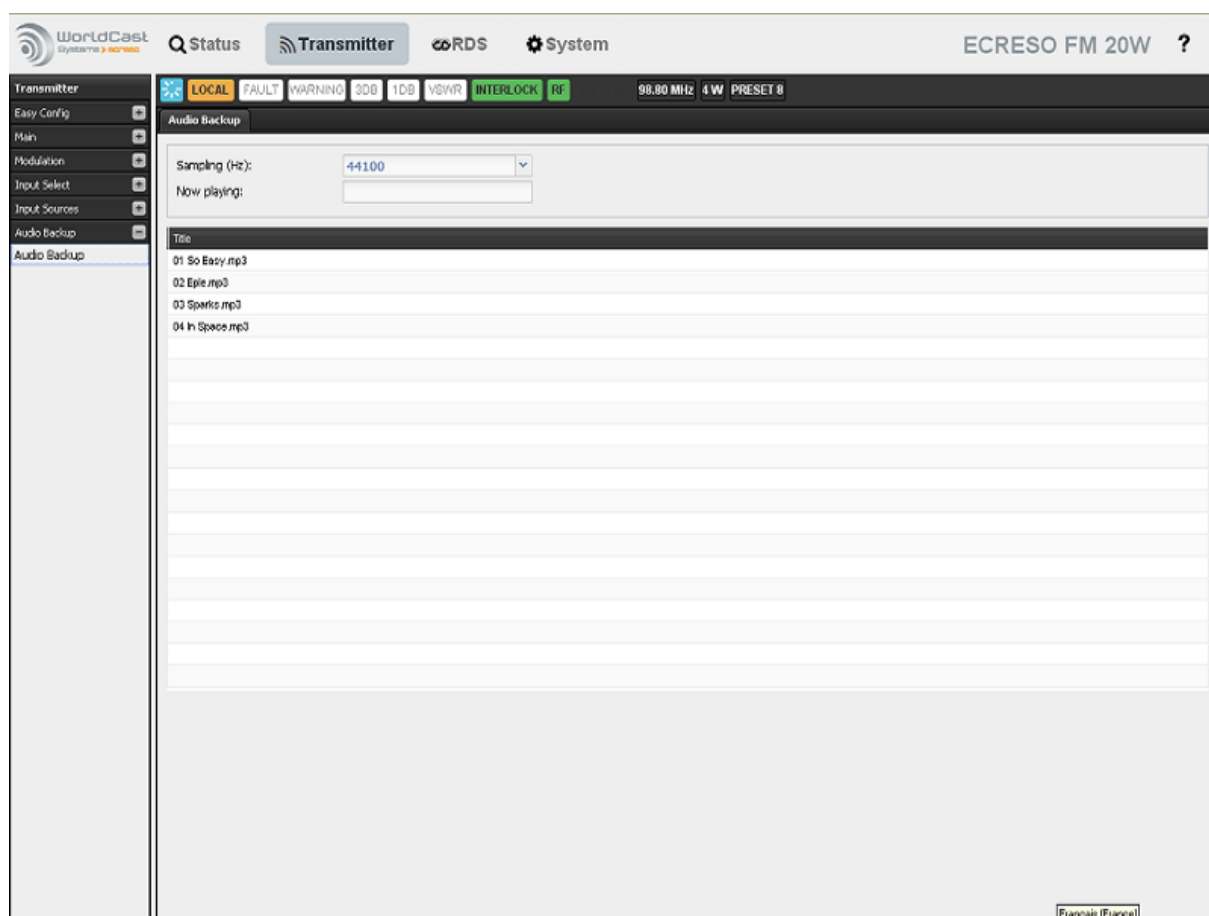 WorldCast
Systems ecreso
Status
Transmitter
RDS
System
ECRESO FM 20W ?
Transmitter
LOCAL FAULT WARNING 3DB 1DB VSWR INTERLOCK RF 98.80 MHz 4 W PRESET 8
Easy Config
Main
Modulation
Input Select
Input Sources
Audio Backup
Audio Backup
Audio Backup
Sampling (Hz): 44100
Now playing:
Title
01 So Easy.mp3
02 Eple.mp3
03 Sparks.mp3
04 In Space.mp3
Français (France)